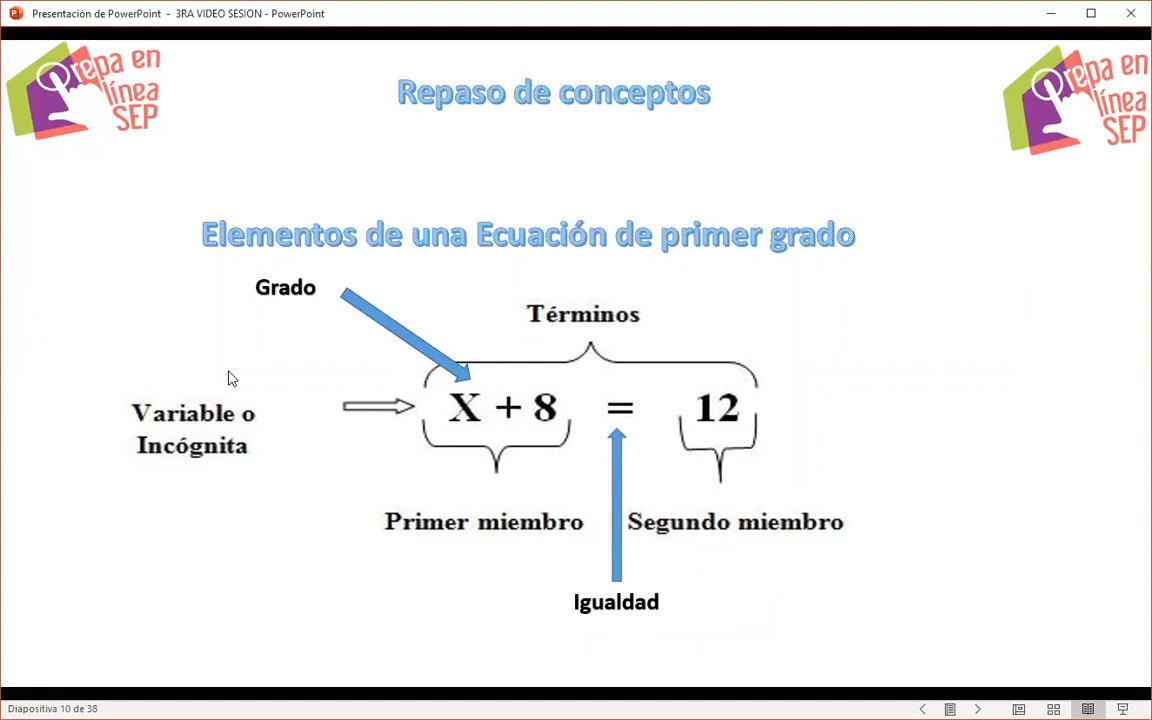 Presentación de PowerPoint - 3RA VIDEO SESION - PowerPoint
Prepa en
línea
SEP
Repaso de conceptos
Prepa en
línea
SEP
Elementos de una Ecuación de primer grado
Grado
Términos
Variable o
Incógnita
X + 8 = 12
Primer miembro
Segundo miembro
Igualdad
Diapositiva 10 de 38